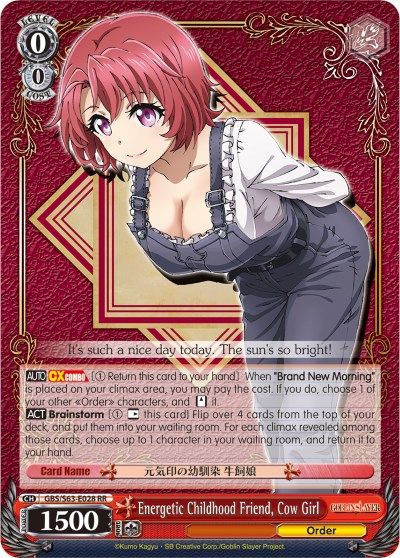 LEVEL
0
0
COST
It's such a nice day today. The sun's so bright!
AUTO CX COMBO [① Return this card to your hand] When "Brand New Morning"
is placed on your climax area, you may pay the cost. If you do, choose 1 of
your other «Order» characters, and it.
ACT Brainstorm [① this card] Flip over 4 cards from the top of your
deck, and put them into your waiting room. For each climax revealed among
those cards, choose up to 1 character in your waiting room, and return it
to your hand.
Card Name 元気印の幼馴染 牛飼娘
CH GBS/S63-E028 RR
1500
Energetic Childhood Friend, Cow Girl
GOBLIN SLAYER
Order
©Kumo Kagyu・SB Creative Corp./Goblin Slayer Project.